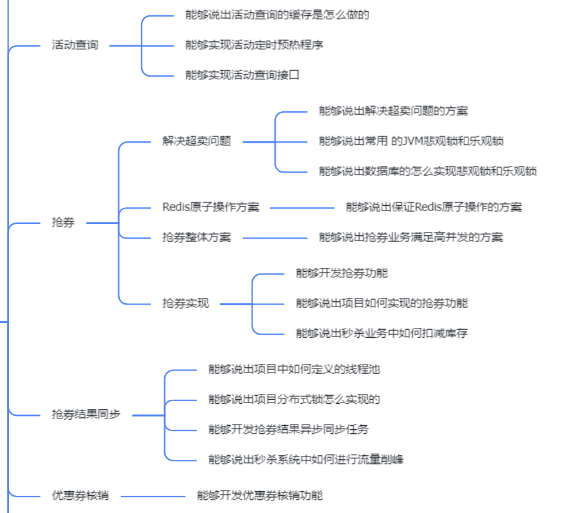 能够说出活动查询的缓存是怎么做的
活动查询
能够实现活动定时预热程序
能够实现活动查询接口
能够说出解决超卖问题的方案
解决超卖问题
能够说出常用 的JVM悲观锁和乐观锁
能够说出数据库的怎么实现悲观锁和乐观锁
Redis原子操作方案
能够说出保证Redis原子操作的方案
抢券
抢券整体方案
能够说出抢券业务满足高并发的方案
能够开发抢券功能
抢券实现
能够说出项目如何实现的抢券功能
能够说出秒杀业务中如何扣减库存
能够说出项目中如何定义的线程池
能够说出项目分布式锁怎么实现的
抢券结果同步
能够开发抢券结果异步同步任务
能够说出秒杀系统中如何进行流量削峰
优惠券核销
能够开发优惠券核销功能